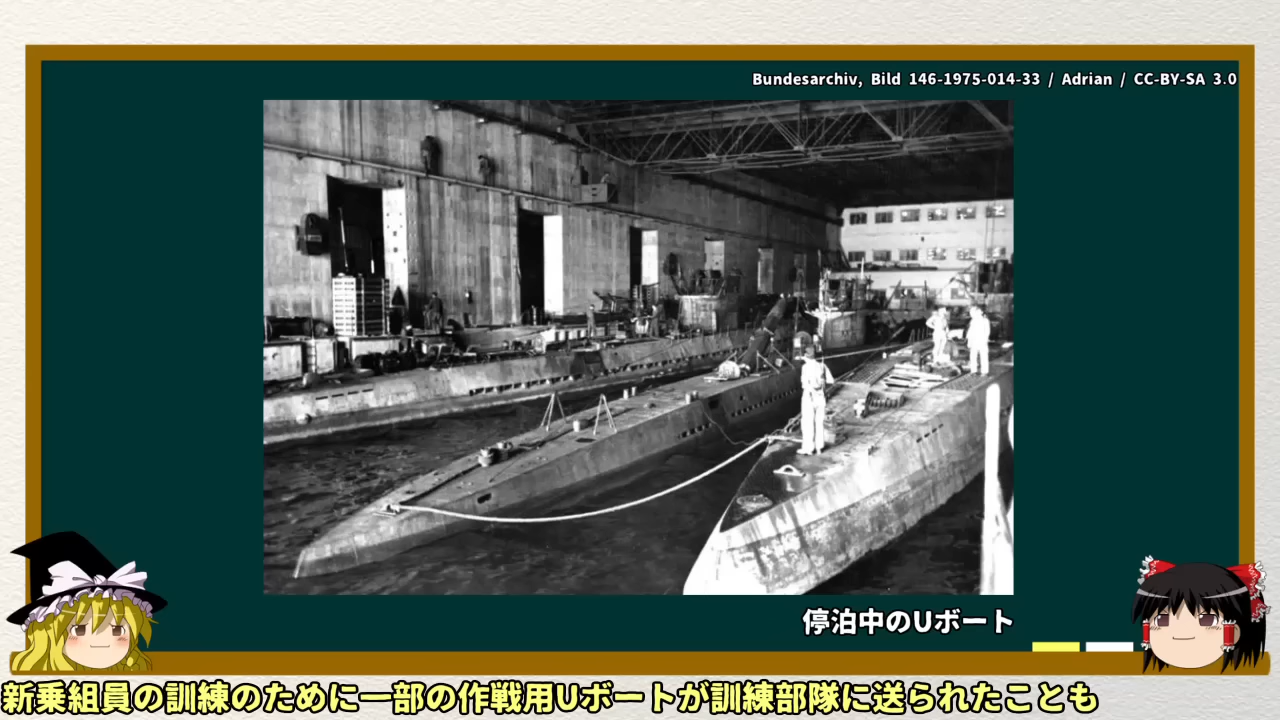 Bundesarchiv, Bild 146-1975-014-33 / Adrian / CC-BY-SA 3.0
停泊中のUボート
新乗組員の訓練のために一部の作戦用Uボートが訓練部隊に送られたことも